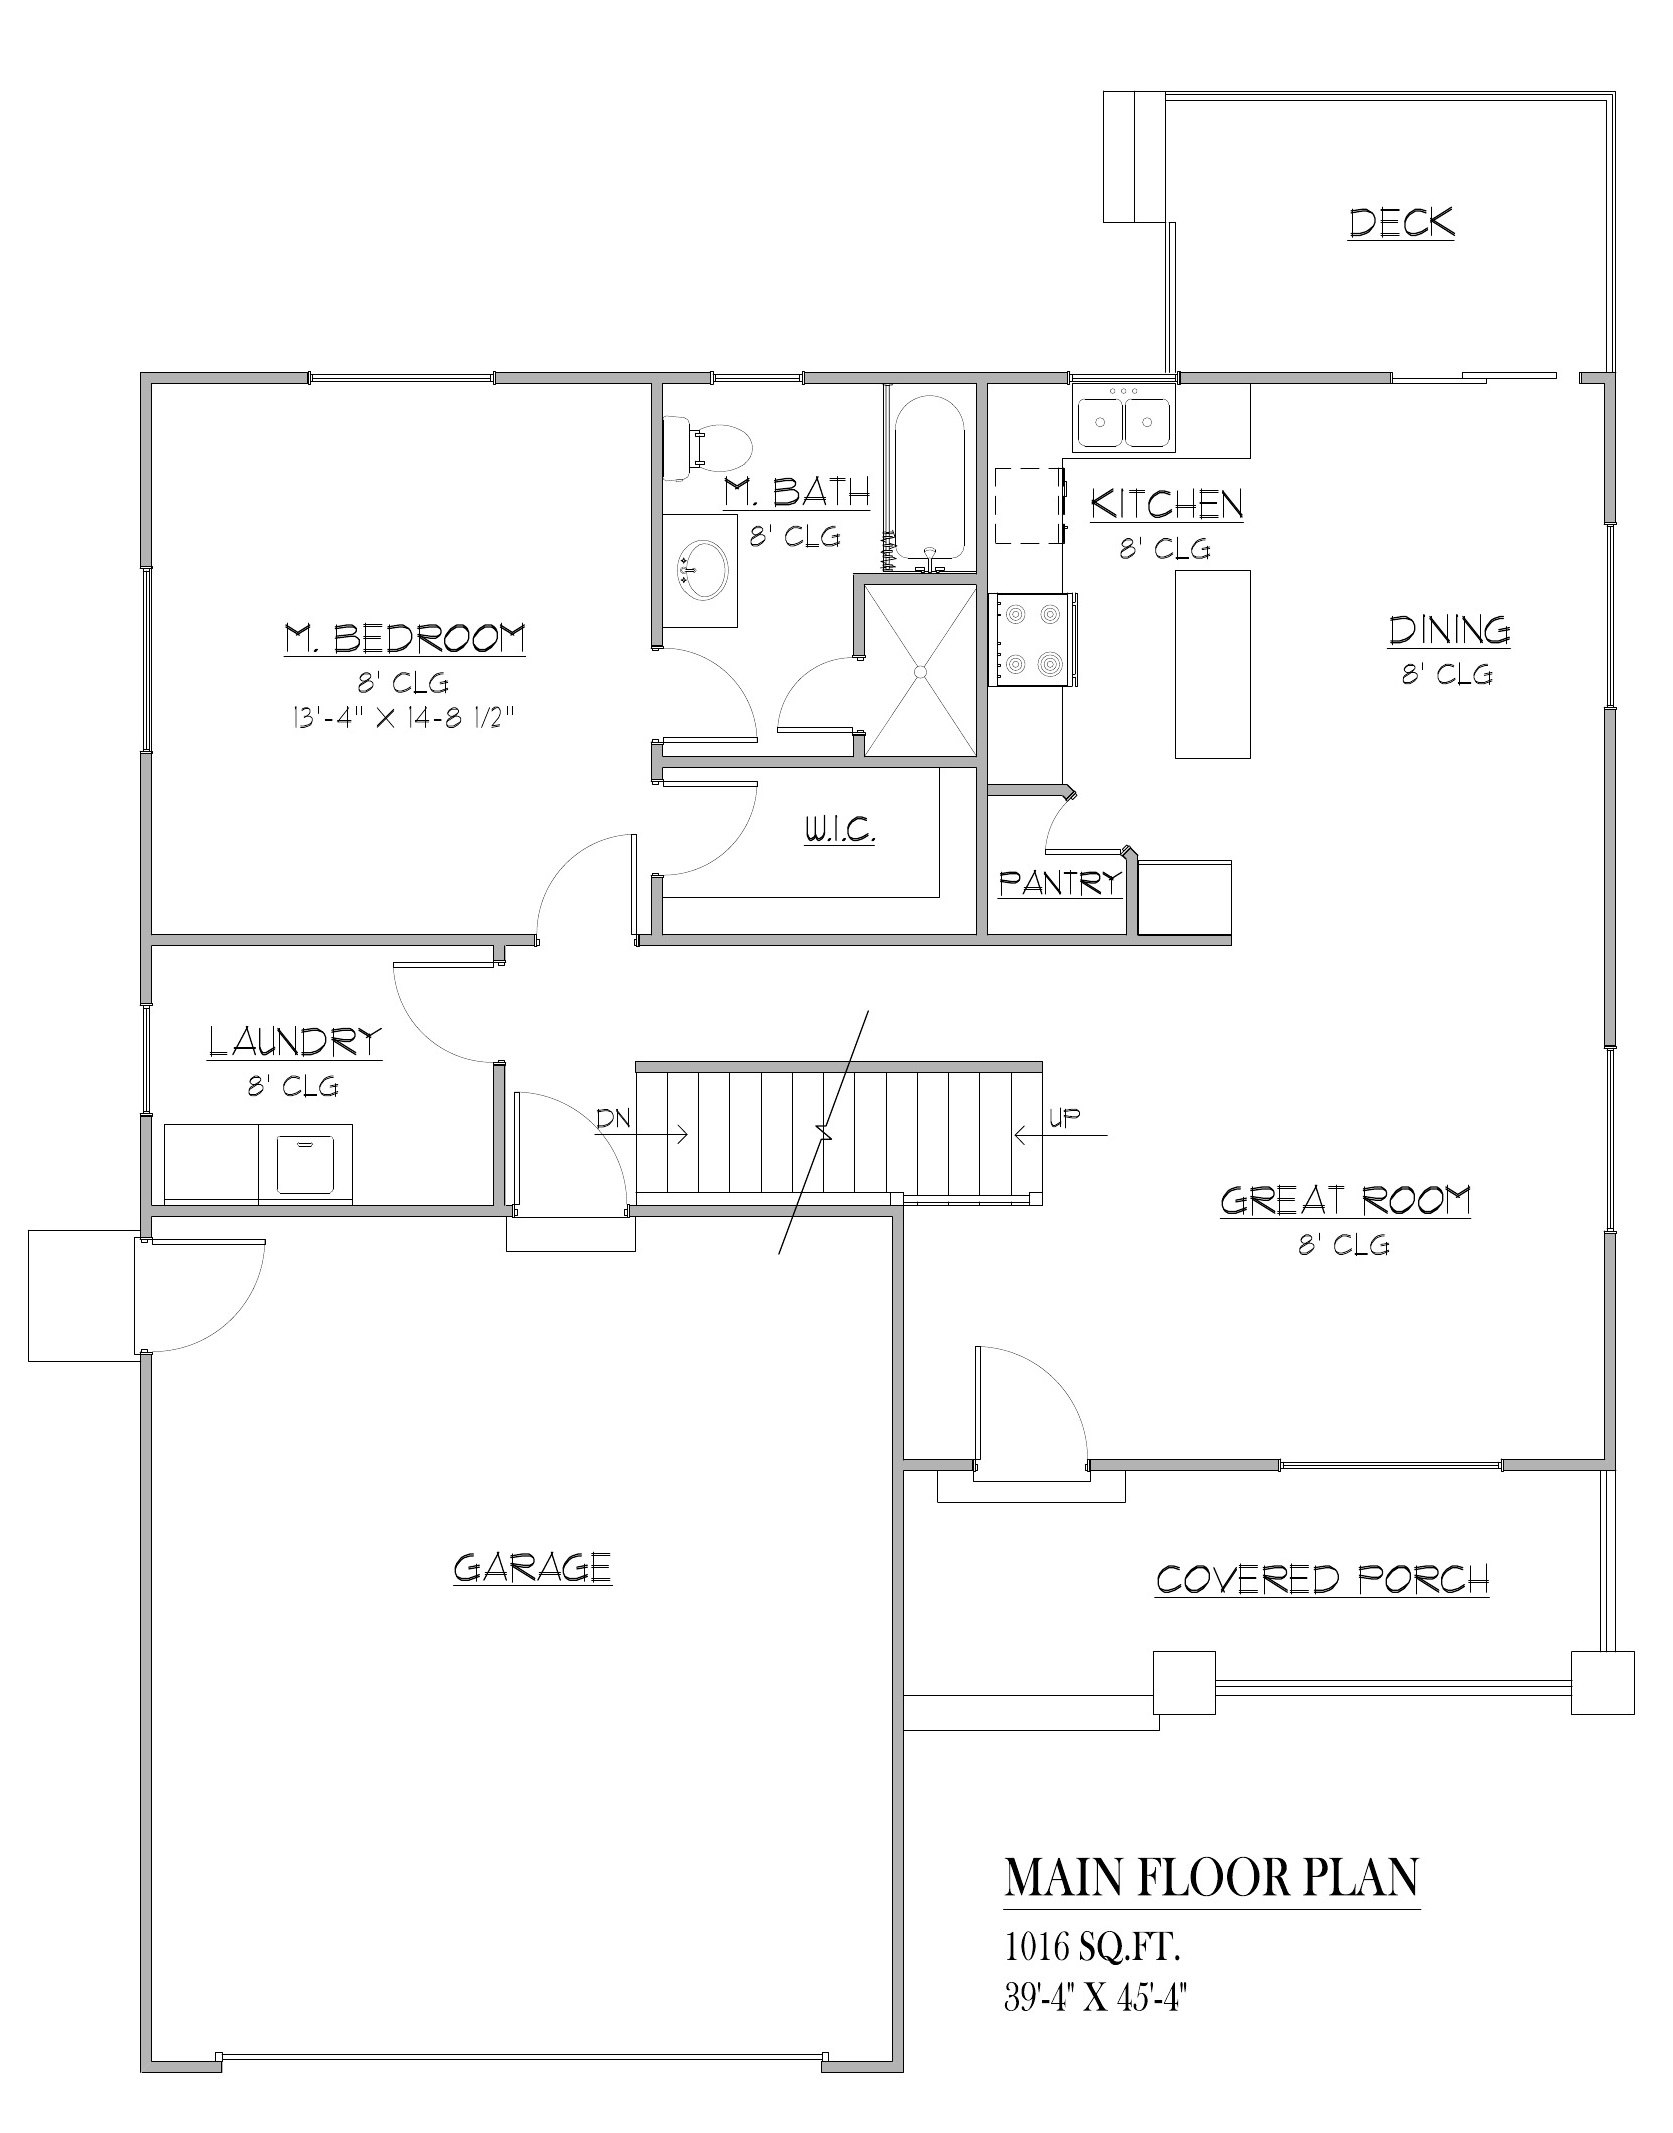 DECK
M. BATH
8' CLG
KITCHEN
8' CLG
M. BEDROOM
8' CLG
13'-4" X 14-8 1/2"
DINING
8' CLG
W.I.C.
PANTRY
LAUNDRY
8' CLG
DN
UP
GREAT ROOM
8' CLG
GARAGE
COVERED PORCH
MAIN FLOOR PLAN
1016 SQ.FT.
39'-4" X 45'-4"